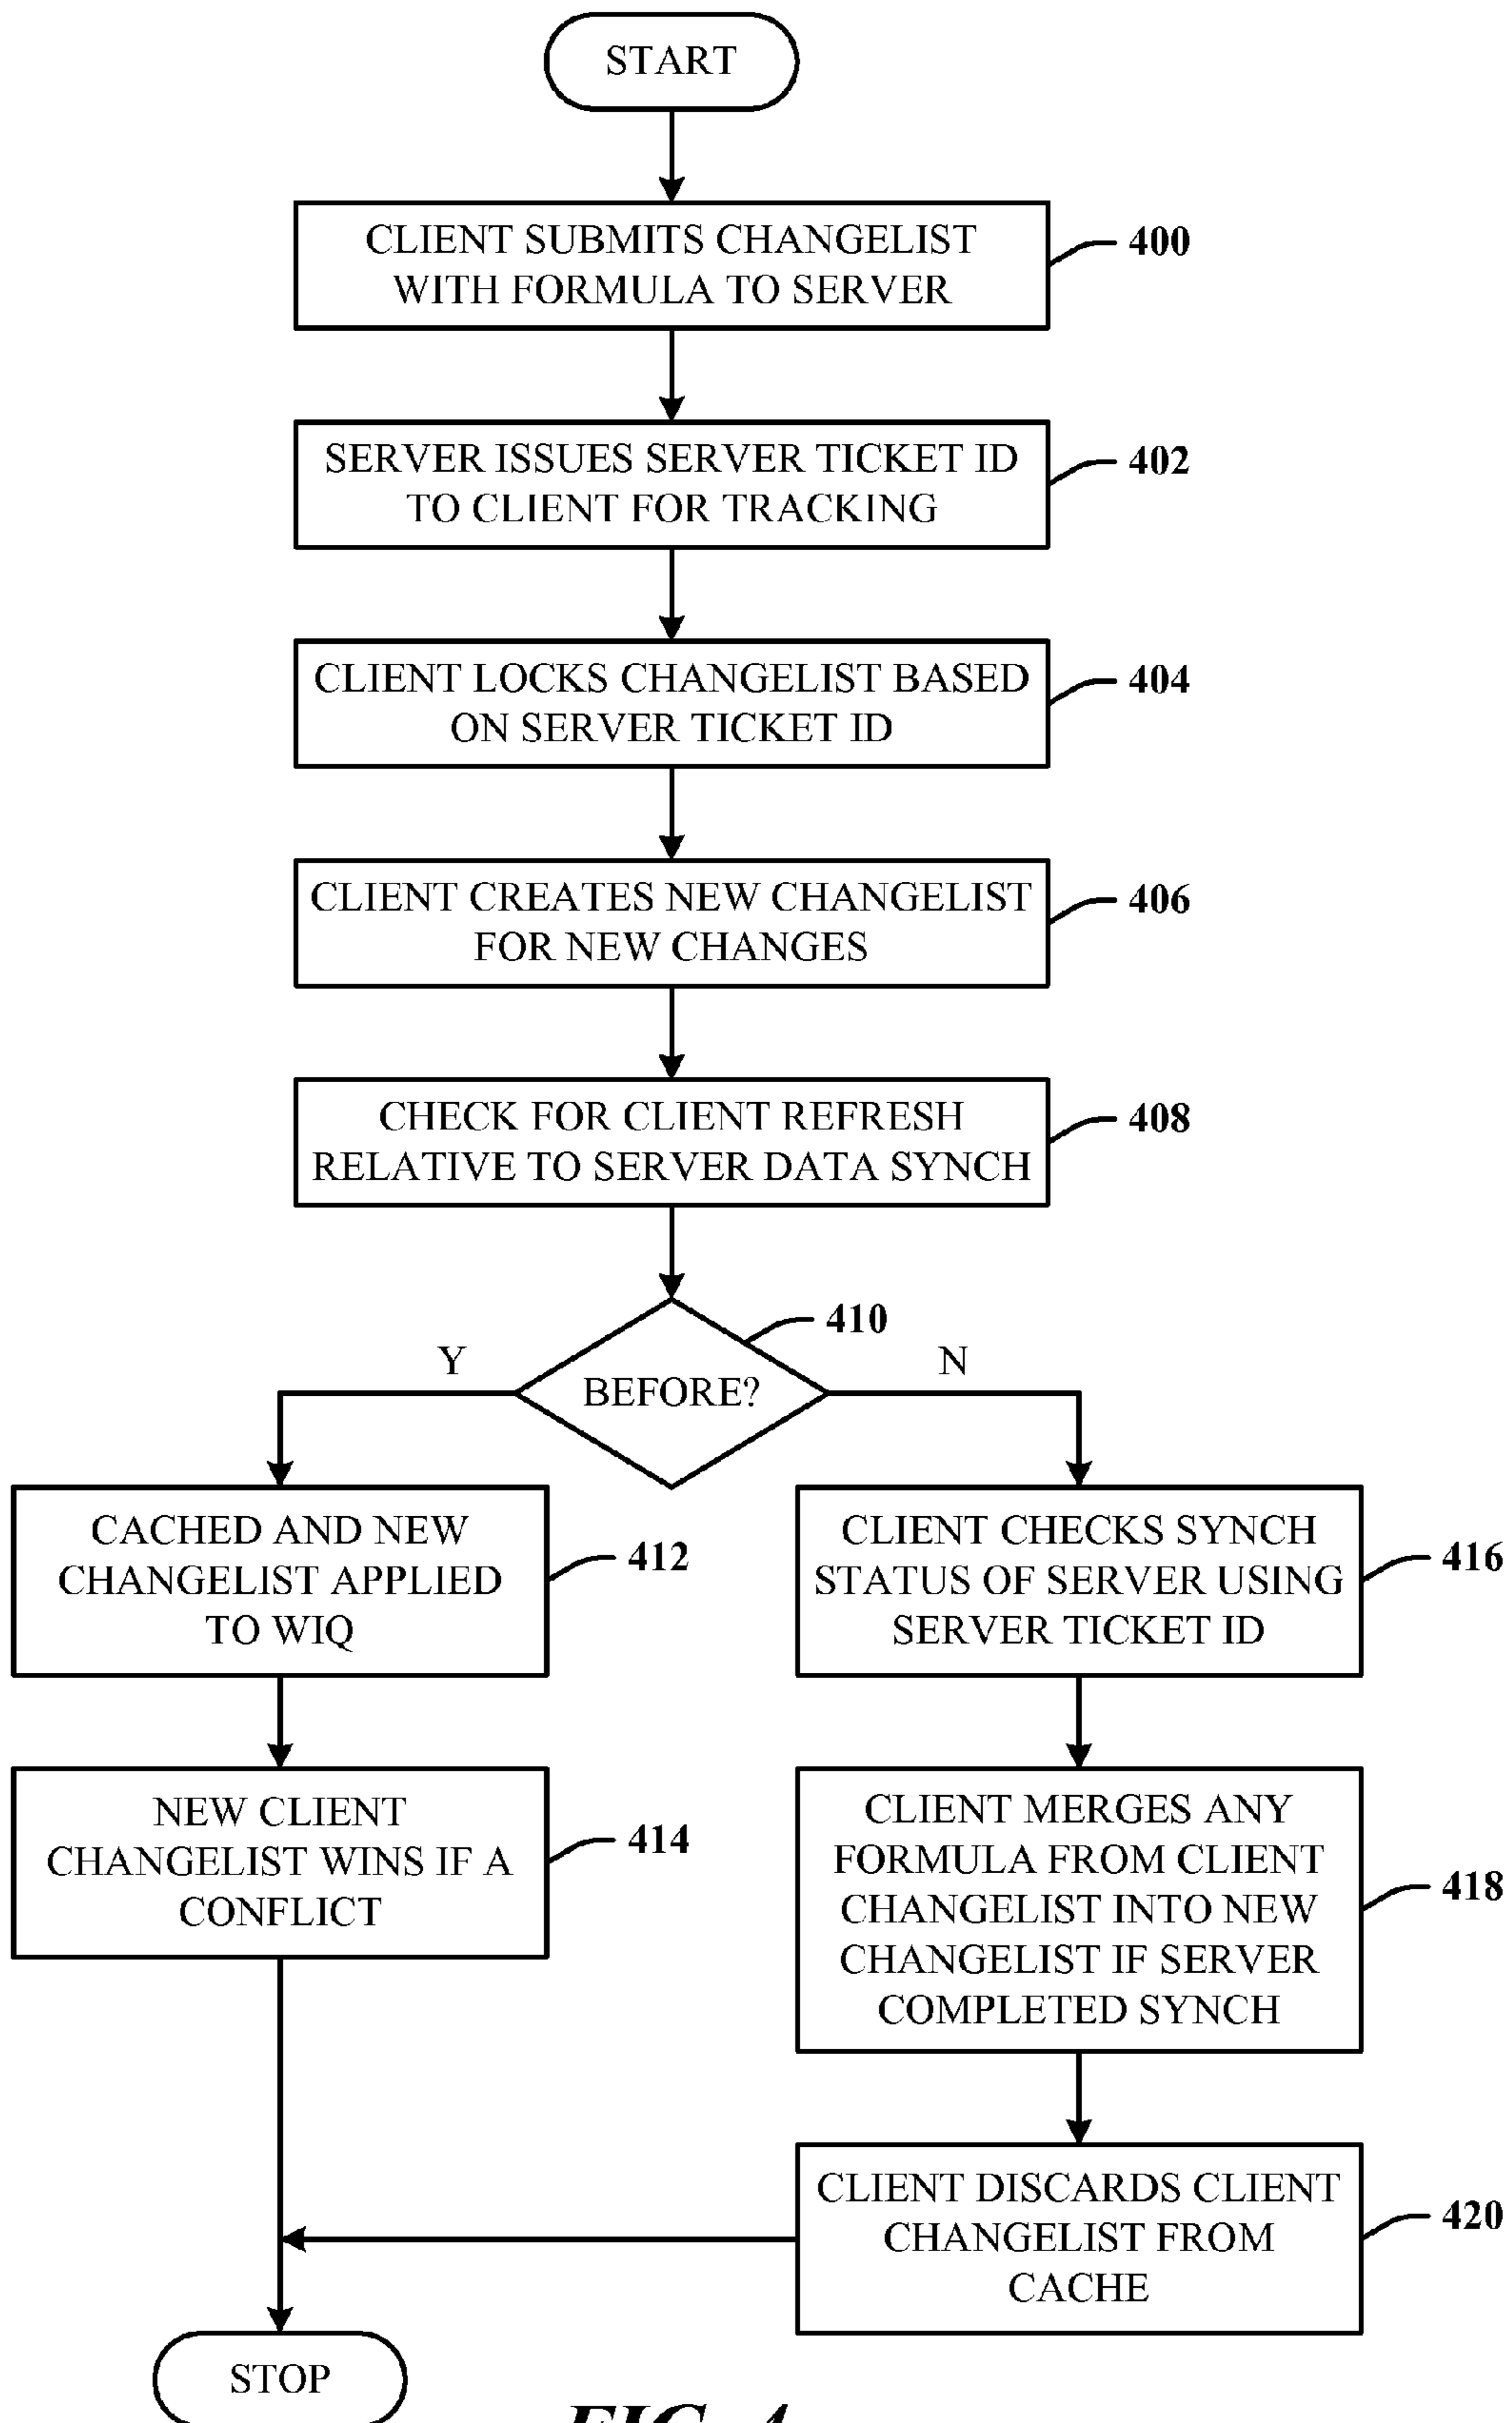 START
CLIENT SUBMITS CHANGELIST
WITH FORMULA TO SERVER
400
SERVER ISSUES SERVER TICKET ID
TO CLIENT FOR TRACKING
402
CLIENT LOCKS CHANGELIST BASED
ON SERVER TICKET ID
404
CLIENT CREATES NEW CHANGELIST
FOR NEW CHANGES
406
CHECK FOR CLIENT REFRESH
RELATIVE TO SERVER DATA SYNCH
408
410
Y
BEFORE?
N
CACHED AND NEW
CHANGELIST APPLIED
TO WIQ
412
CLIENT CHECKS SYNCH
STATUS OF SERVER USING
SERVER TICKET ID
416
NEW CLIENT
CHANGELIST WINS IF A
CONFLICT
414
CLIENT MERGES ANY
FORMULA FROM CLIENT
CHANGELIST INTO NEW
CHANGELIST IF SERVER
COMPLETED SYNCH
418
CLIENT DISCARDS CLIENT
CHANGELIST FROM
CACHE
420
STOP